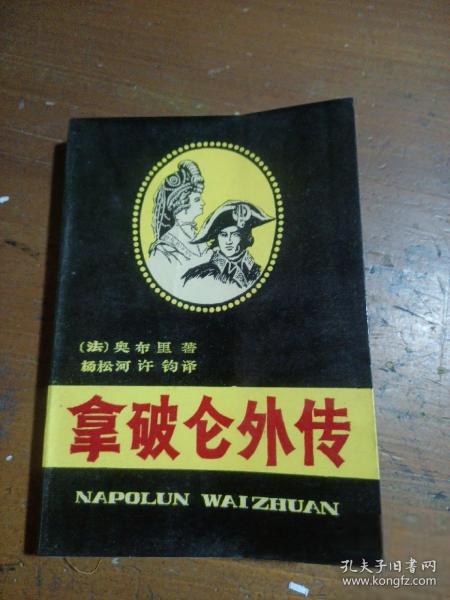 〔法〕奥布里 著
杨松河 许钧译
拿破仑外传
NAPOLUN WAIZHUAN
孔夫子旧书网
www.kongfz.com